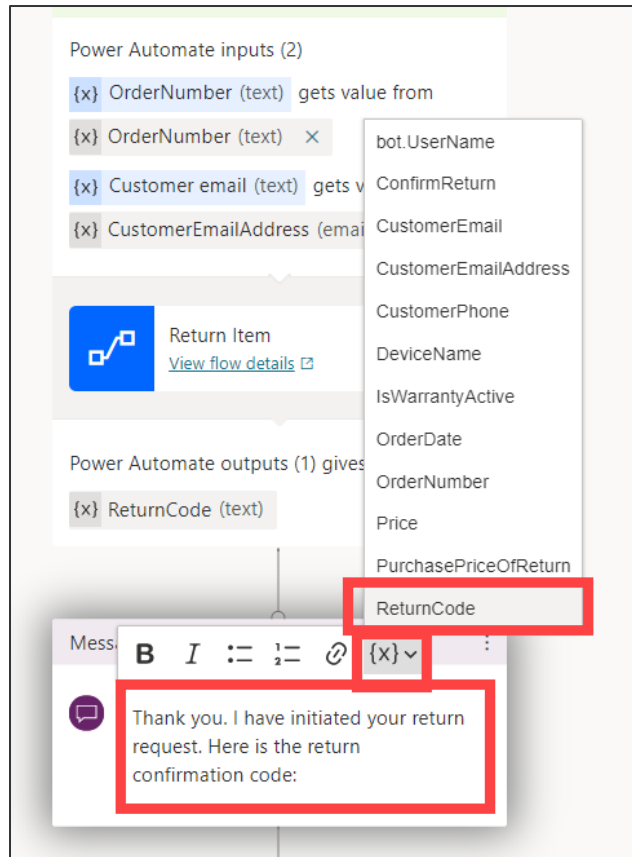 Power Automate inputs (2)
{x} OrderNumber (text) gets value from
{x} OrderNumber (text) ×
{x} Customer email (text) gets v
{x} CustomerEmailAddress (emai
Return Item
View flow details
Power Automate outputs (1) gives
{x} ReturnCode (text)
bot.UserName
ConfirmReturn
CustomerEmail
CustomerEmailAddress
CustomerPhone
DeviceName
IsWarrantyActive
OrderDate
OrderNumber
Price
PurchasePriceOfReturn
ReturnCode
Messa
B I {x}
Thank you. I have initiated your return
request. Here is the return
confirmation code: